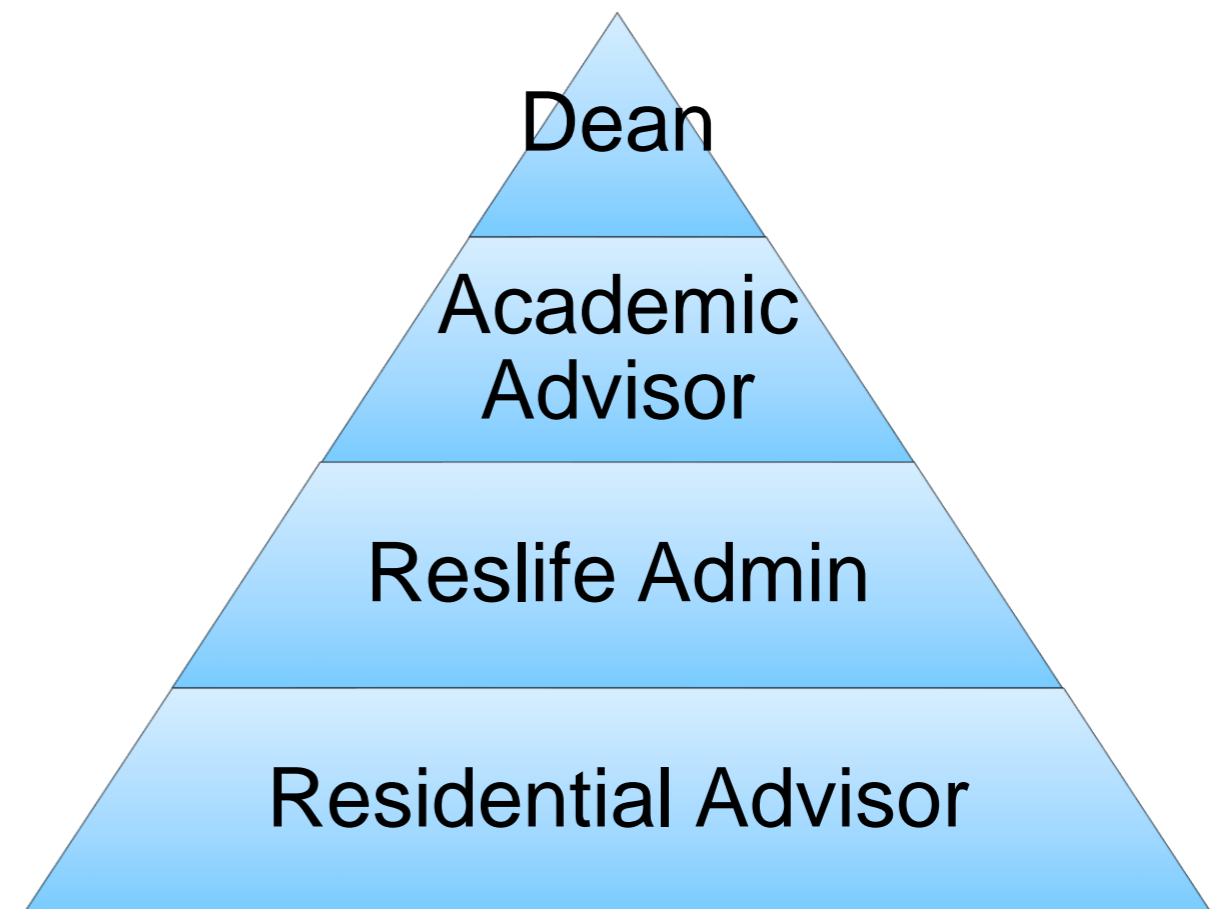 Dean
Academic
Advisor
Reslife Admin
Residential Advisor